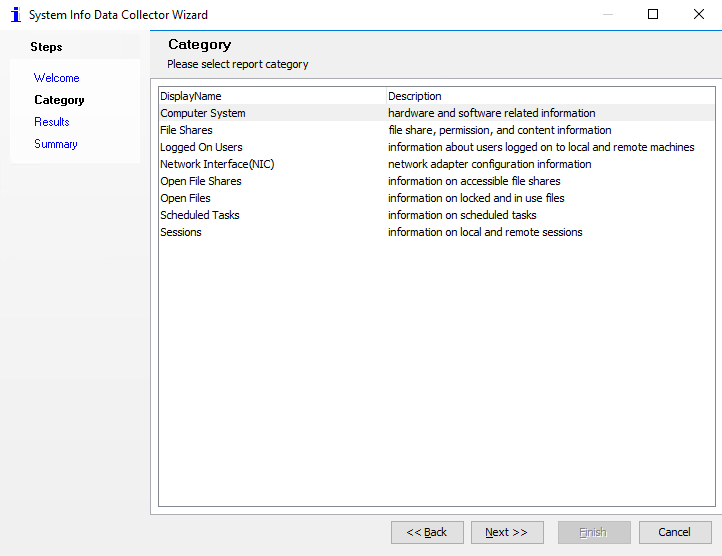 System Info Data Collector Wizard
Steps
Welcome
Category
Results
Summary
Category
Please select report category
DisplayName Description
Computer System hardware and software related information
File Shares file share, permission, and content information
Logged On Users information about users logged on to local and remote machines
Network Interface(NIC) network adapter configuration information
Open File Shares information on accessible file shares
Open Files information on locked and in use files
Scheduled Tasks information on scheduled tasks
Sessions information on local and remote sessions
<< Back Next >> Finish Cancel